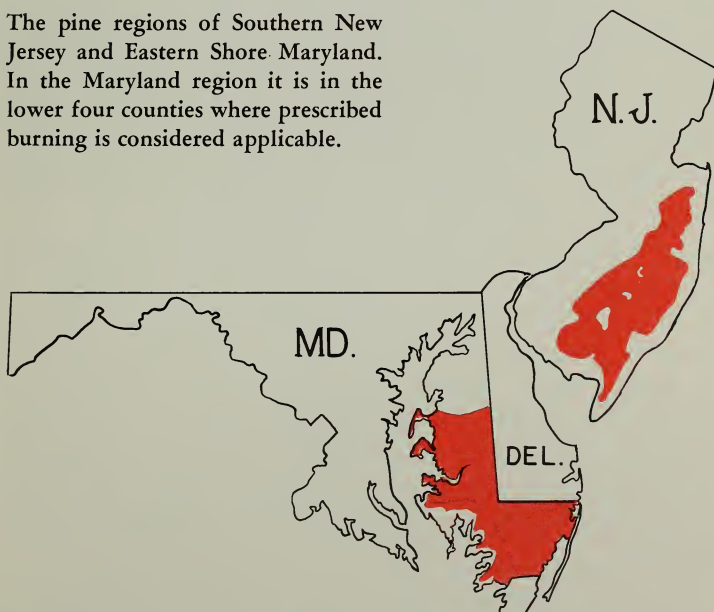 The pine regions of Southern New
Jersey and Eastern Shore Maryland.
In the Maryland region it is in the
lower four counties where prescribed
burning is considered applicable.
N.J.
MD.
DEL.